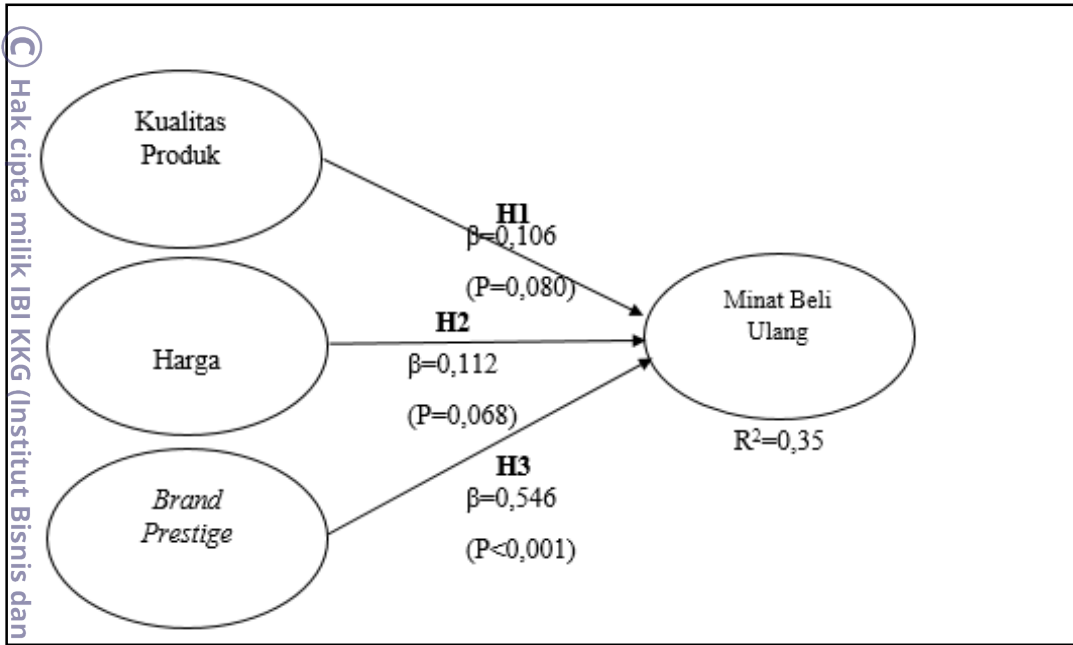 © Hak cipta milik IBI KKG (Institut Bisnis dan
Kualitas
Produk
H1
β=0,106
(P=0,080)
Harga
H2
β=0,112
(P=0,068)
Brand
Prestige
H3
β=0,546
(P<0,001)
Minat Beli
Ulang
R²=0,35